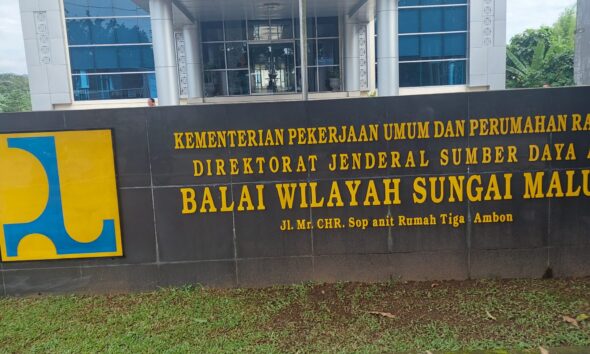 KEMENTERIAN PEKERJAAN UMUM DAN PERUMAHAN RA
DIREKTORAT JENDERAL SUMBER DAYA A
BALAI WILAYAH SUNGAI MALU
Jl. Mr. CHR. Sop anit Rumah Tiga Ambon